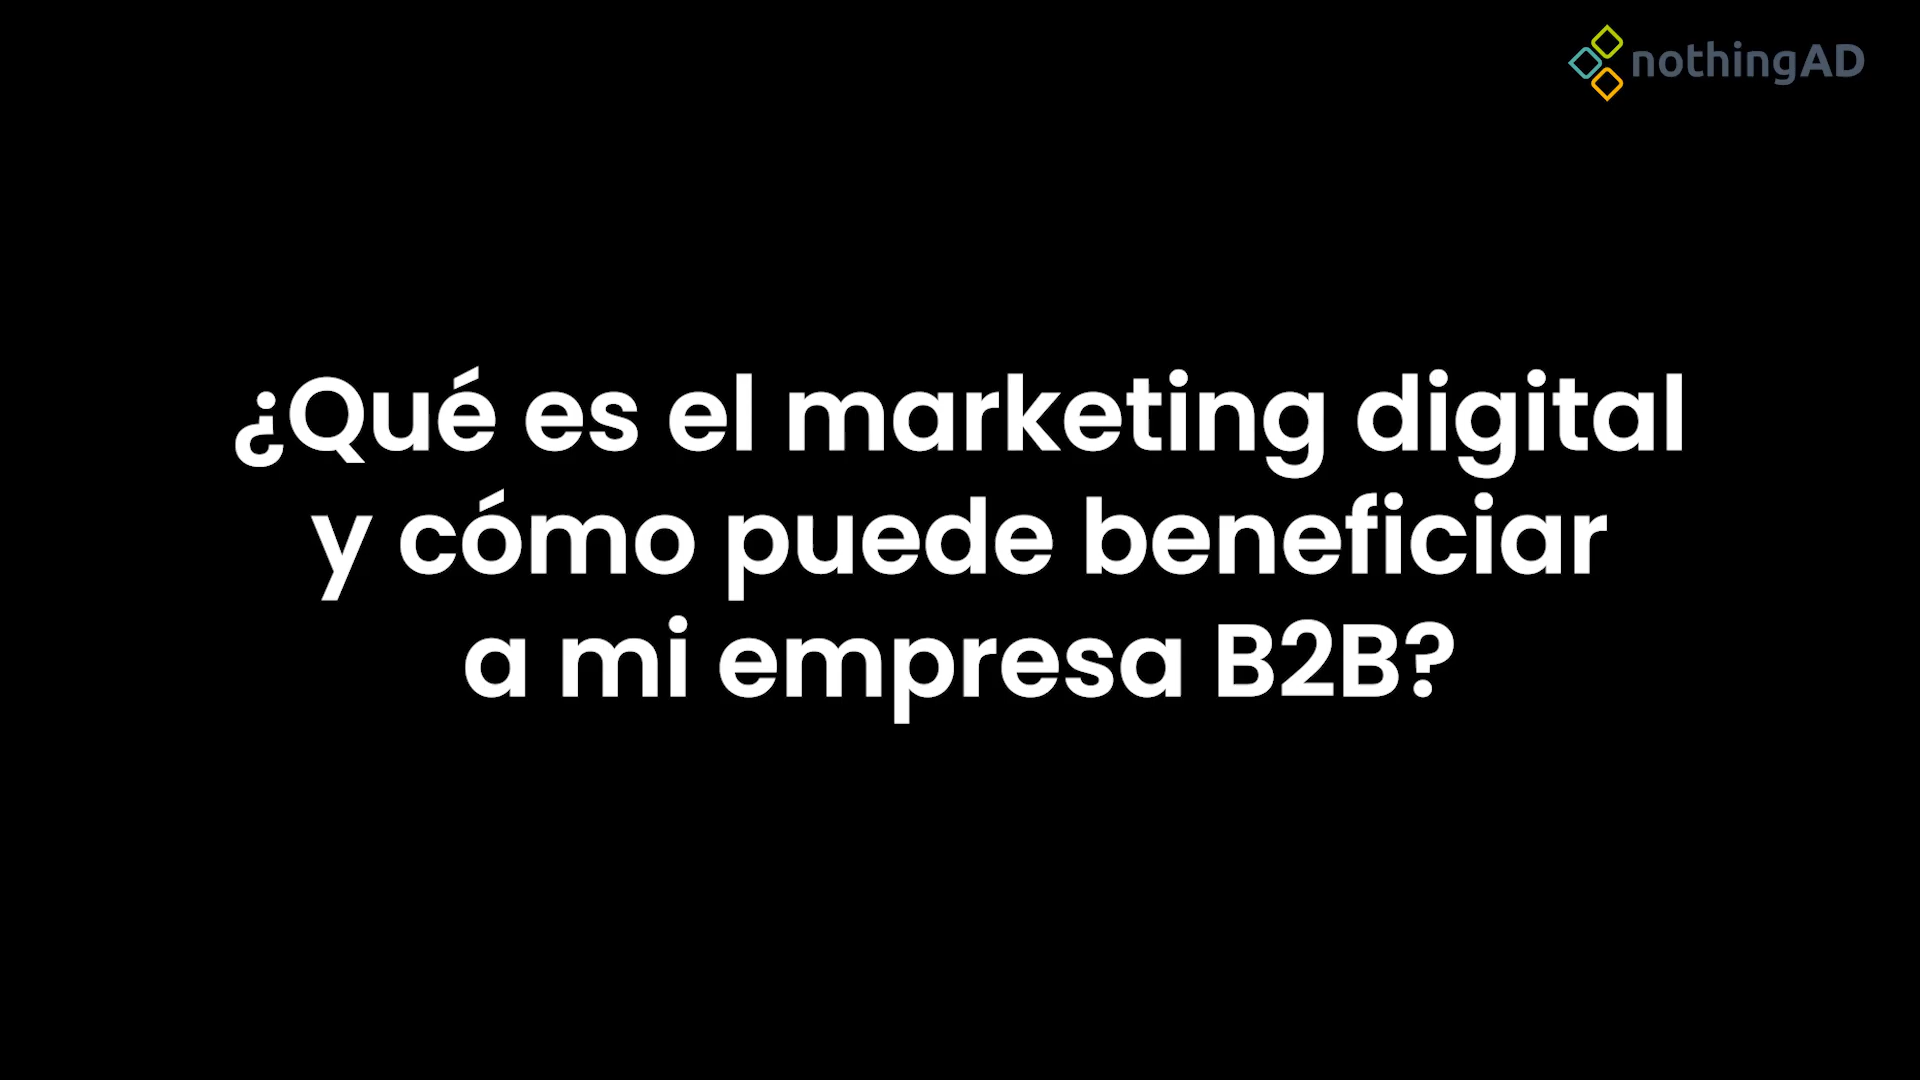 nothingAD
¿Qué es el marketing digital
y cómo puede beneficiar
a mi empresa B2B?